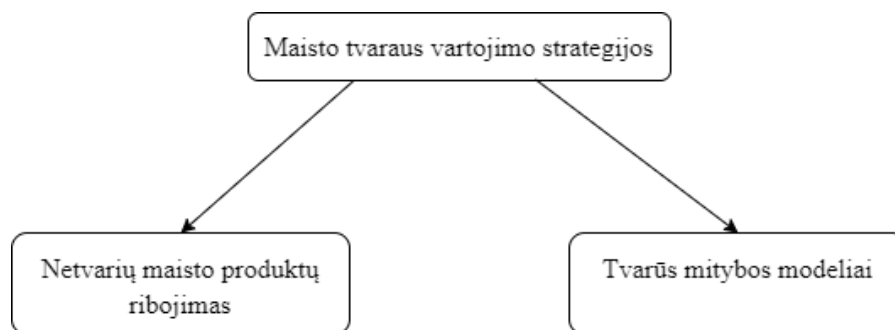 Maisto tvaraus vartojimo strategijos
Netvarių maisto produktų
ribojimas
Tvarūs mitybos modeliai